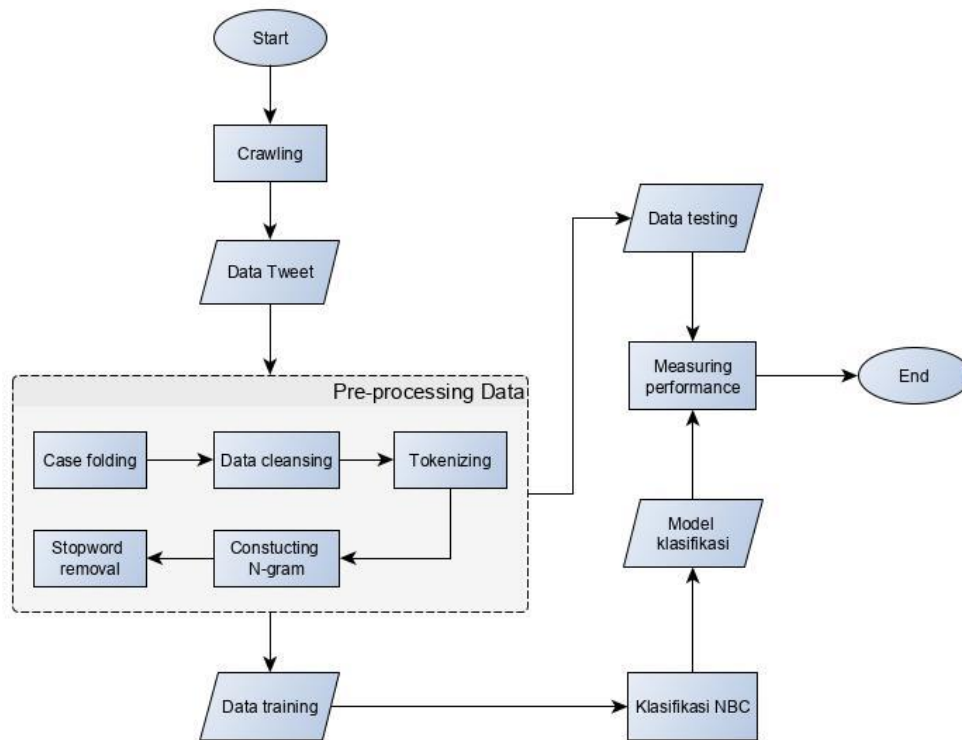 Start
Crawling
Data Tweet
Pre-processing Data
Case folding
Data cleansing
Tokenizing
Constucting
N-gram
Stopword
removal
Data training
Klasifikasi NBC
Model
klasifikasi
Data testing
Measuring
performance
End